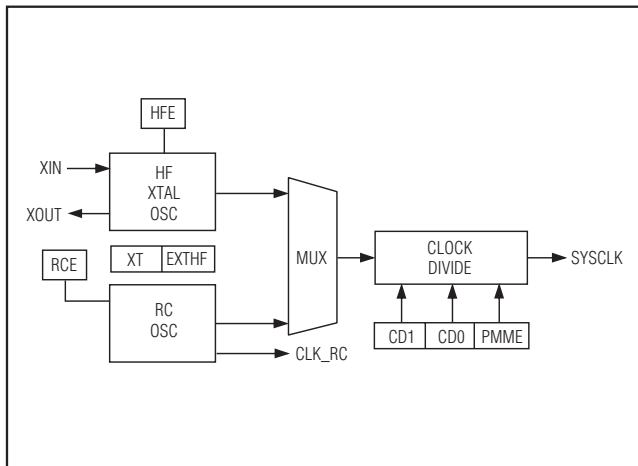 HFE
XIN
HF
XTAL
OSC
XOUT
RCE
XT EXTHF
RC
OSC
CLK_RC
MUX
CLOCK
DIVIDE
SYSCLK
CD1 CD0 PMME